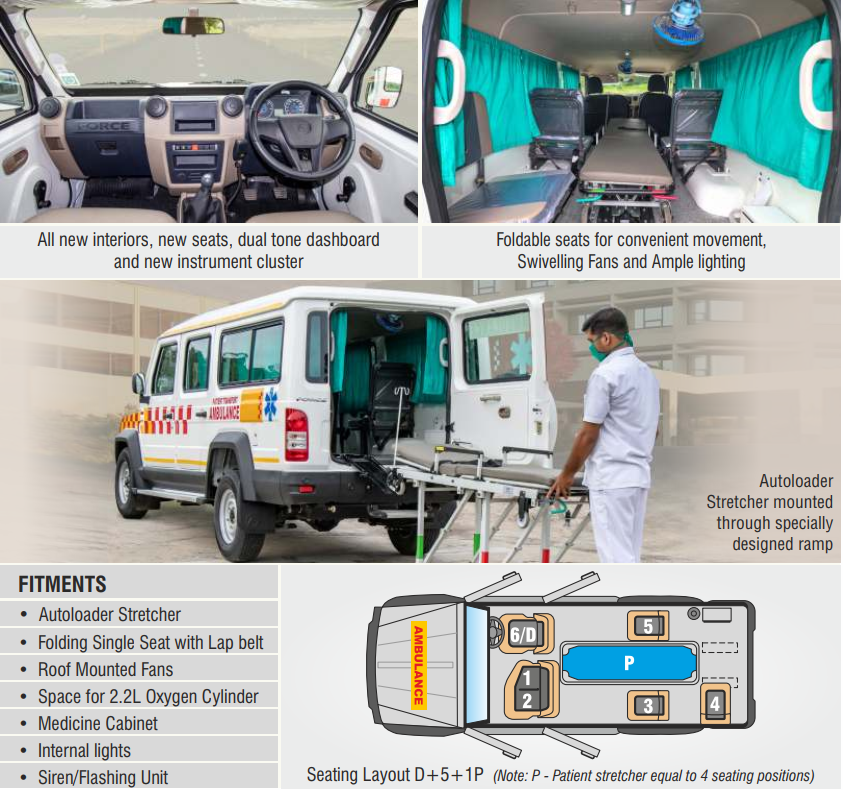 FORCE
All new interiors, new seats, dual tone dashboard
and new instrument cluster
Foldable seats for convenient movement,
Swivelling Fans and Ample lighting
PATIENT TRANSPORT
AMBULANCE
FORCE
Autoloader
Stretcher mounted
through specially
designed ramp
FITMENTS
• Autoloader Stretcher
• Folding Single Seat with Lap belt
• Roof Mounted Fans
• Space for 2.2L Oxygen Cylinder
• Medicine Cabinet
• Internal lights
• Siren/Flashing Unit
AMBULANCE
6/D
5
1
2
P
3
4
Seating Layout D+5+1P (Note: P - Patient stretcher equal to 4 seating positions)